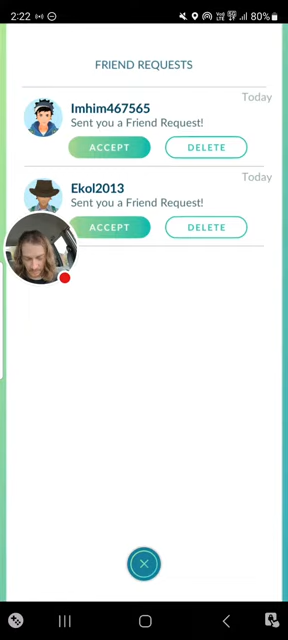 2:22
80%
FRIEND REQUESTS
Today
Imhim467565
Sent you a Friend Request!
ACCEPT
DELETE
Today
Ekol2013
Sent you a Friend Request!
ACCEPT
DELETE